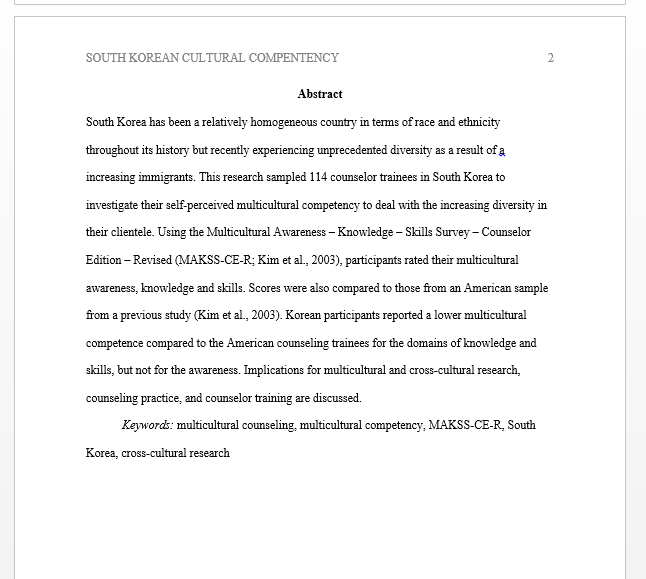 SOUTH KOREAN CULTURAL COMPENTENCY 2
Abstract
South Korea has been a relatively homogeneous country in terms of race and ethnicity
throughout its history but recently experiencing unprecedented diversity as a result of a
increasing immigrants. This research sampled 114 counselor trainees in South Korea to
investigate their self-perceived multicultural competency to deal with the increasing diversity in
their clientele. Using the Multicultural Awareness – Knowledge – Skills Survey – Counselor
Edition – Revised (MAKSS-CE-R; Kim et al., 2003), participants rated their multicultural
awareness, knowledge and skills. Scores were also compared to those from an American sample
from a previous study (Kim et al., 2003). Korean participants reported a lower multicultural
competence compared to the American counseling trainees for the domains of knowledge and
skills, but not for the awareness. Implications for multicultural and cross-cultural research,
counseling practice, and counselor training are discussed.
Keywords: multicultural counseling, multicultural competency, MAKSS-CE-R, South
Korea, cross-cultural research